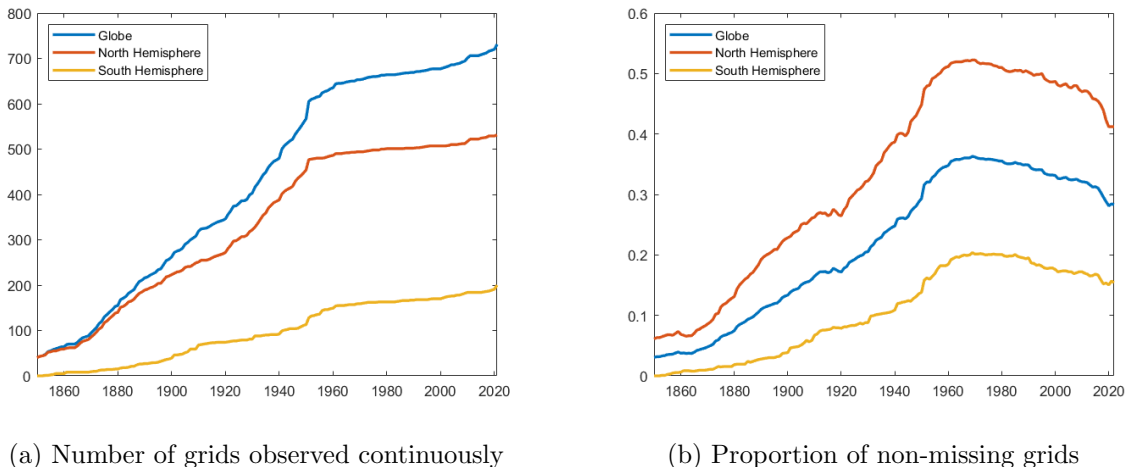 800
700
600
500
400
300
200
100
0
1860 1880 1900 1920 1940 1960 1980 2000 2020
Globe
North Hemisphere
South Hemisphere
(a) Number of grids observed continuously
0.6
0.5
0.4
0.3
0.2
0.1
0
1860 1880 1900 1920 1940 1960 1980 2000 2020
Globe
North Hemisphere
South Hemisphere
(b) Proportion of non-missing grids